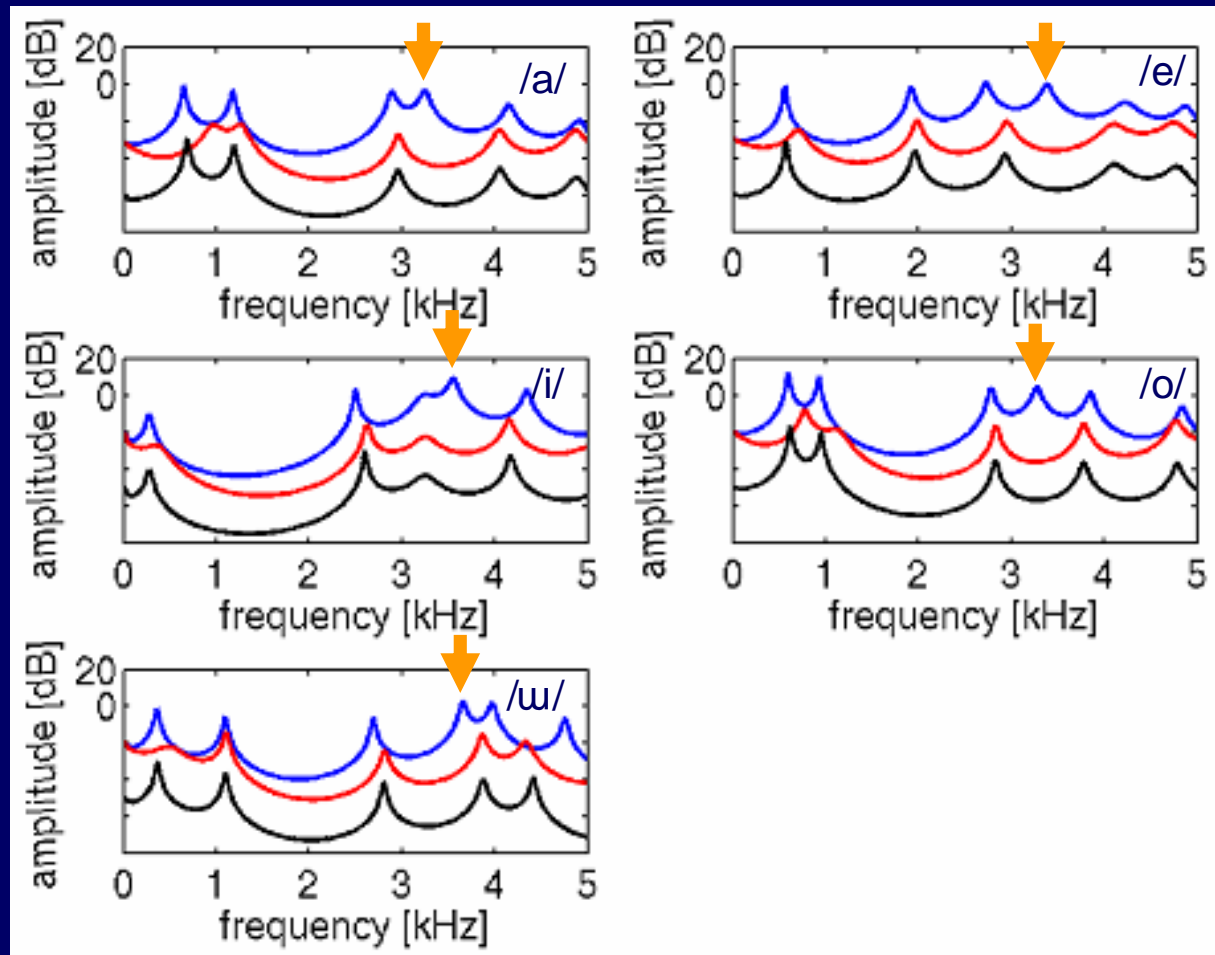 amplitude [dB]
20
0
/a/
0 1 2 3 4 5
frequency [kHz]
amplitude [dB]
20
0
/e/
0 1 2 3 4 5
frequency [kHz]
amplitude [dB]
20
0
/i/
0 1 2 3 4 5
frequency [kHz]
amplitude [dB]
20
0
/o/
0 1 2 3 4 5
frequency [kHz]
amplitude [dB]
20
0
/ɯ/
0 1 2 3 4 5
frequency [kHz]